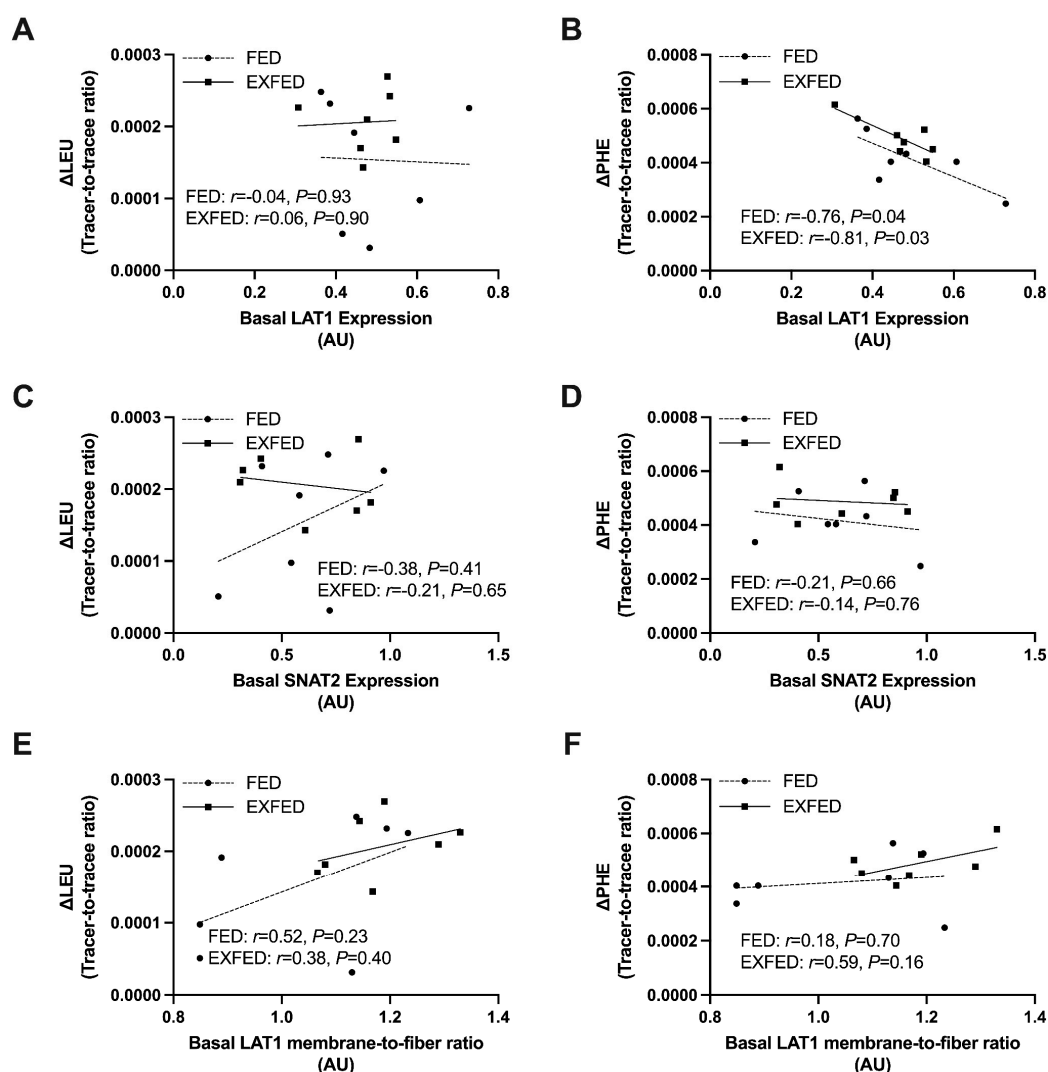 A
ΔLEU
(Tracer-to-tracee ratio)
0.0003
0.0002
0.0001
0.0000
FED
EXFED
FED: r=-0.04, P=0.93
EXFED: r=0.06, P=0.90
0.0 0.2 0.4 0.6 0.8
Basal LAT1 Expression
(AU)
B
ΔPHE
(Tracer-to-tracee ratio)
0.0008
0.0006
0.0004
0.0002
0.0000
FED
EXFED
FED: r=-0.76, P=0.04
EXFED: r=-0.81, P=0.03
0.0 0.2 0.4 0.6 0.8
Basal LAT1 Expression
(AU)
C
ΔLEU
(Tracer-to-tracee ratio)
0.0003
0.0002
0.0001
0.0000
FED
EXFED
FED: r=-0.38, P=0.41
EXFED: r=-0.21, P=0.65
0.0 0.5 1.0 1.5
Basal SNAT2 Expression
(AU)
D
ΔPHE
(Tracer-to-tracee ratio)
0.0008
0.0006
0.0004
0.0002
0.0000
FED
EXFED
FED: r=-0.21, P=0.66
EXFED: r=-0.14, P=0.76
0.0 0.5 1.0 1.5
Basal SNAT2 Expression
(AU)
E
ΔLEU
(Tracer-to-tracee ratio)
0.0003
0.0002
0.0001
0.0000
FED
EXFED
FED: r=0.52, P=0.23
EXFED: r=0.38, P=0.40
0.8 1.0 1.2 1.4
Basal LAT1 membrane-to-fiber ratio
(AU)
F
ΔPHE
(Tracer-to-tracee ratio)
0.0008
0.0006
0.0004
0.0002
0.0000
FED
EXFED
FED: r=0.18, P=0.70
EXFED: r=0.59, P=0.16
0.8 1.0 1.2 1.4
Basal LAT1 membrane-to-fiber ratio
(AU)